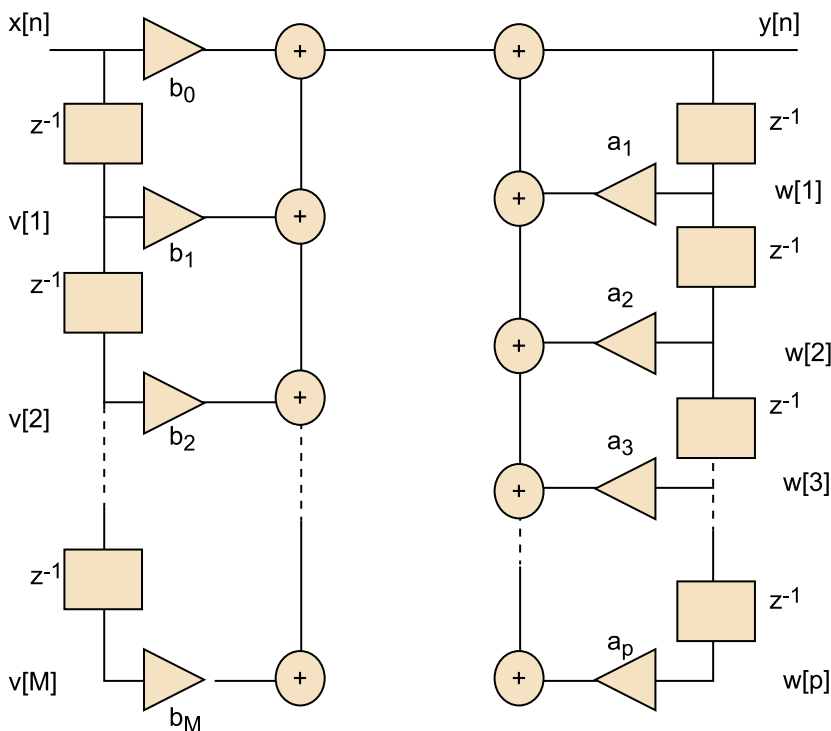 x[n]
y[n]
+
+
b₀
z⁻¹
z⁻¹
a₁
w[1]
+
+
v[1]
b₁
z⁻¹
z⁻¹
a₂
+
w[2]
+
v[2]
b₂
z⁻¹
a₃
w[3]
+
z⁻¹
z⁻¹
aₚ
w[p]
+
+
v[M]
b_M